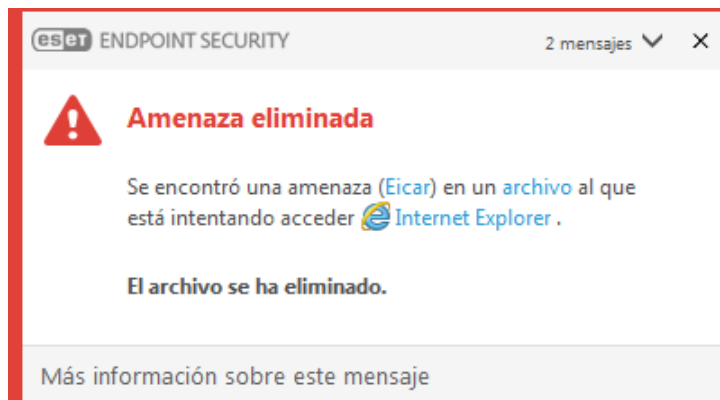 eset ENDPOINT SECURITY 2 mensajes
Amenaza eliminada
Se encontró una amenaza (Eicar) en un archivo al que
está intentando acceder Internet Explorer .
El archivo se ha eliminado.
Más información sobre este mensaje